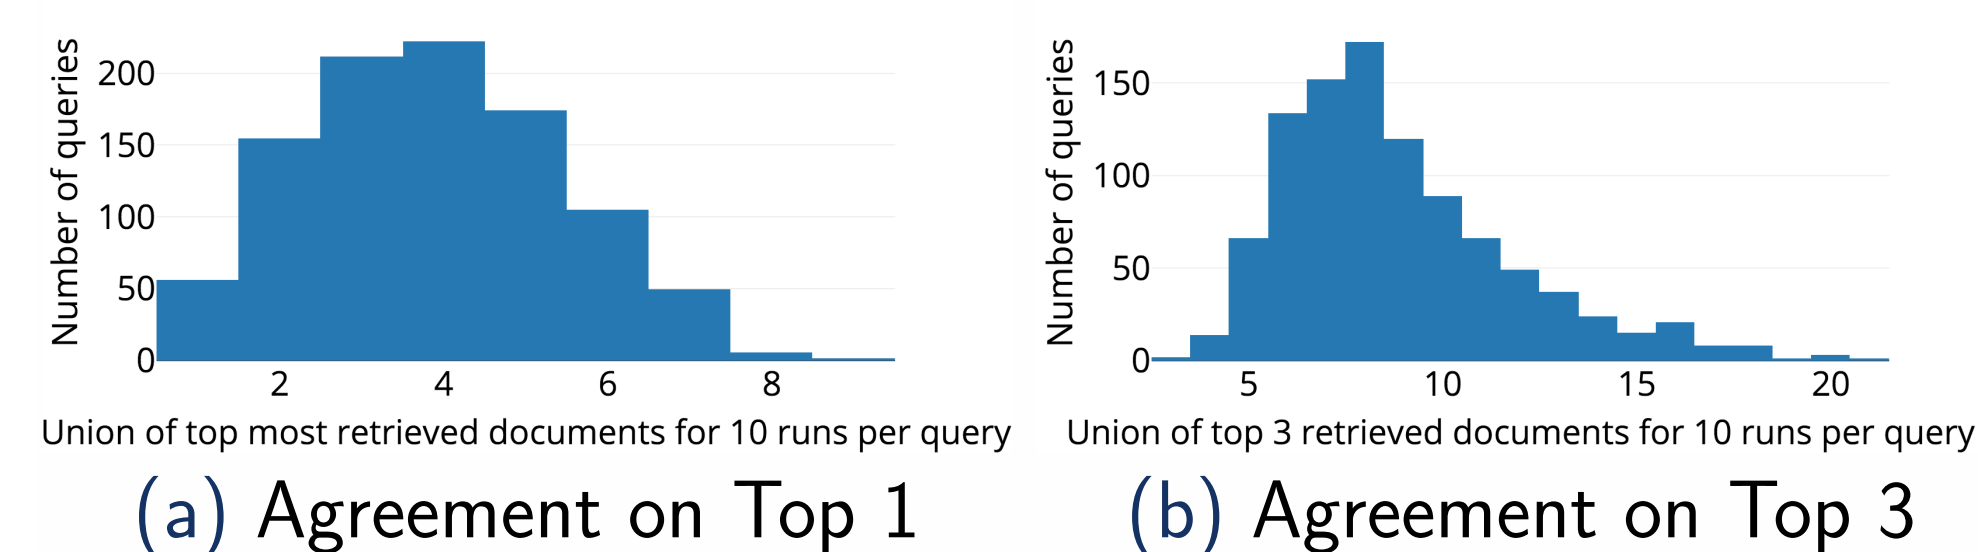 Number of queries
200
150
100
50
0
2 4 6 8
Union of top most retrieved documents for 10 runs per query
(a) Agreement on Top 1
Number of queries
150
100
50
0
5 10 15 20
Union of top 3 retrieved documents for 10 runs per query
(b) Agreement on Top 3